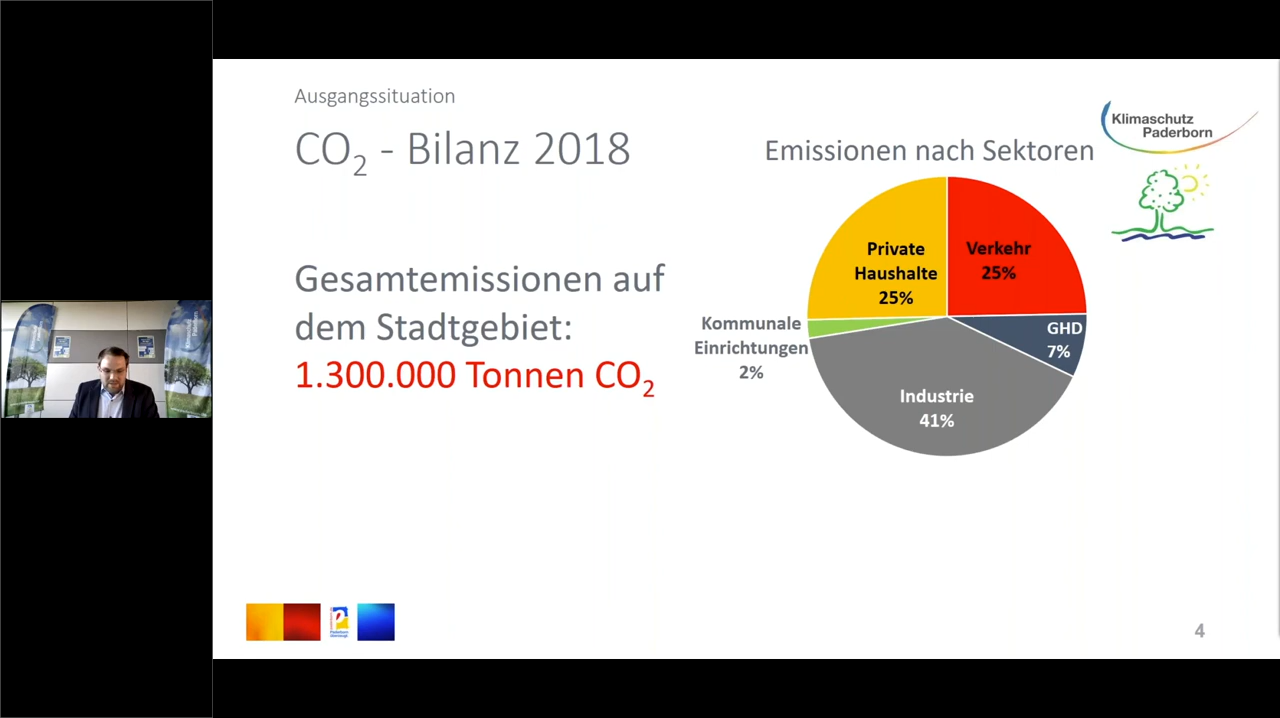 Ausgangssituation
CO2 - Bilanz 2018
Gesamtemissionen auf
dem Stadtgebiet:
1.300.000 Tonnen CO2
Emissionen nach Sektoren
Private
Haushalte
25%
Verkehr
25%
GHD
7%
Industrie
41%
Kommunale
Einrichtungen
2%
Klimaschutz
Paderborn
4